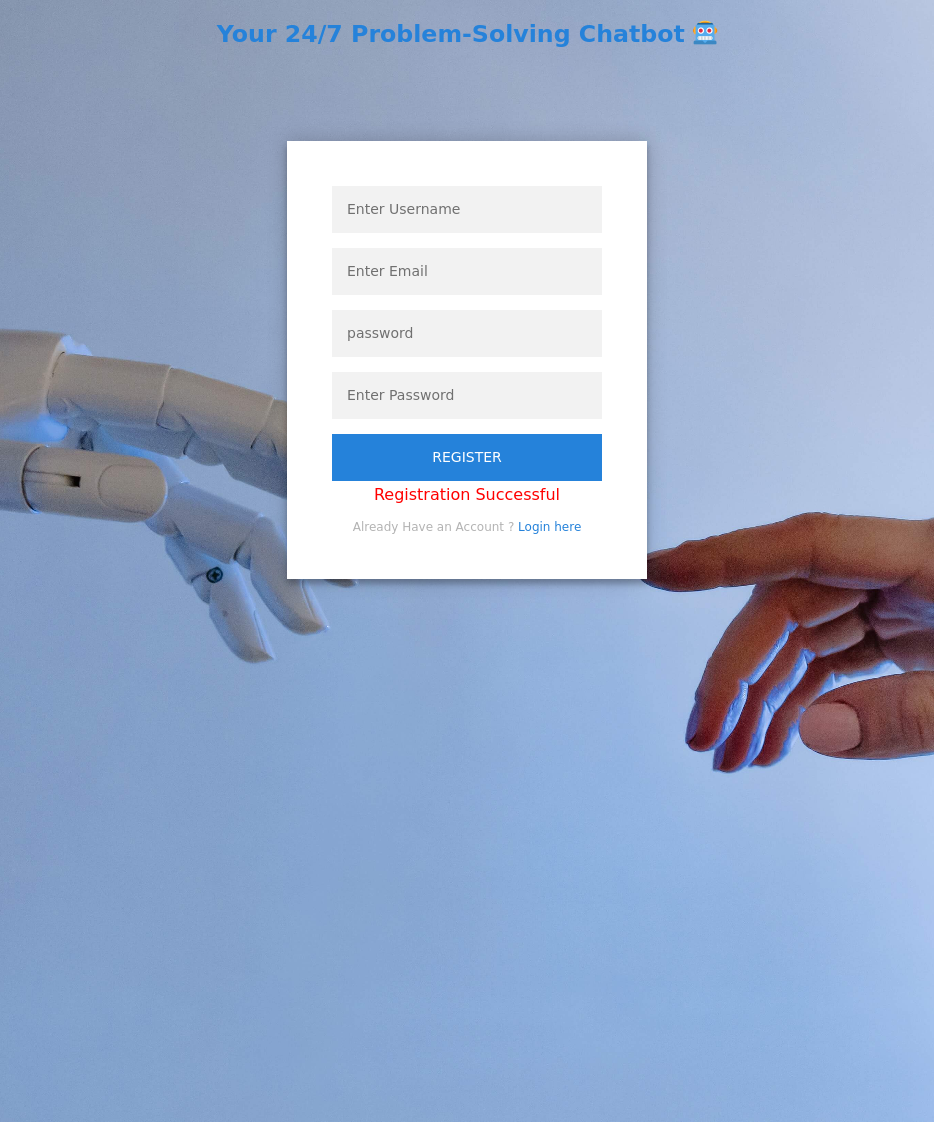 Your 24/7 Problem-Solving Chatbot 🤖
Enter Username
Enter Email
password
Enter Password
REGISTER
Registration Successful
Already Have an Account ? Login here